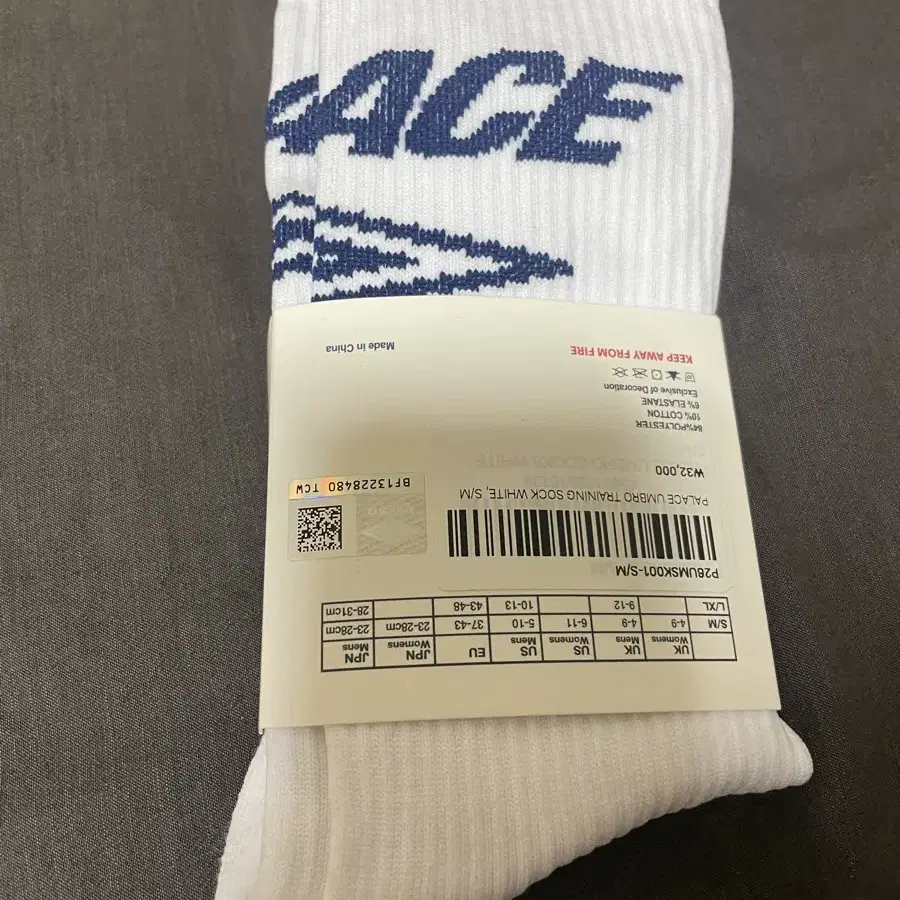 ACE
Made in China
KEEP AWAY FROM FIRE
Exclusive of Decoration
6% ELASTANE
10% COTTON
84%POLYESTER
₩32,000
PALACE UMBRO TRAINING SOCK WHITE, S/M
BF13228480 TCW
P26UMSK001-S/M
UK Womens UK Mens US Womens US Mens EU JPN Womens JPN Mens
S/M 4-9 4-9 6-11 5-10 37-43 23-28cm 23-28cm
L/XL 9-12 10-13 43-48 28-31cm